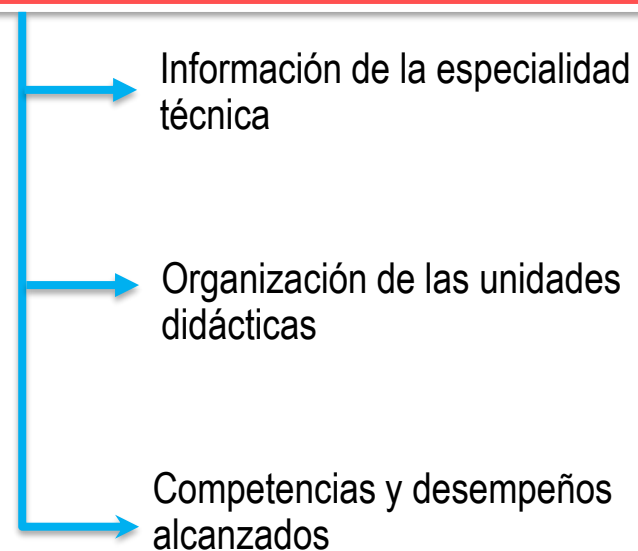 Información de la especialidad
técnica
Organización de las unidades
didácticas
Competencias y desempeños
alcanzados